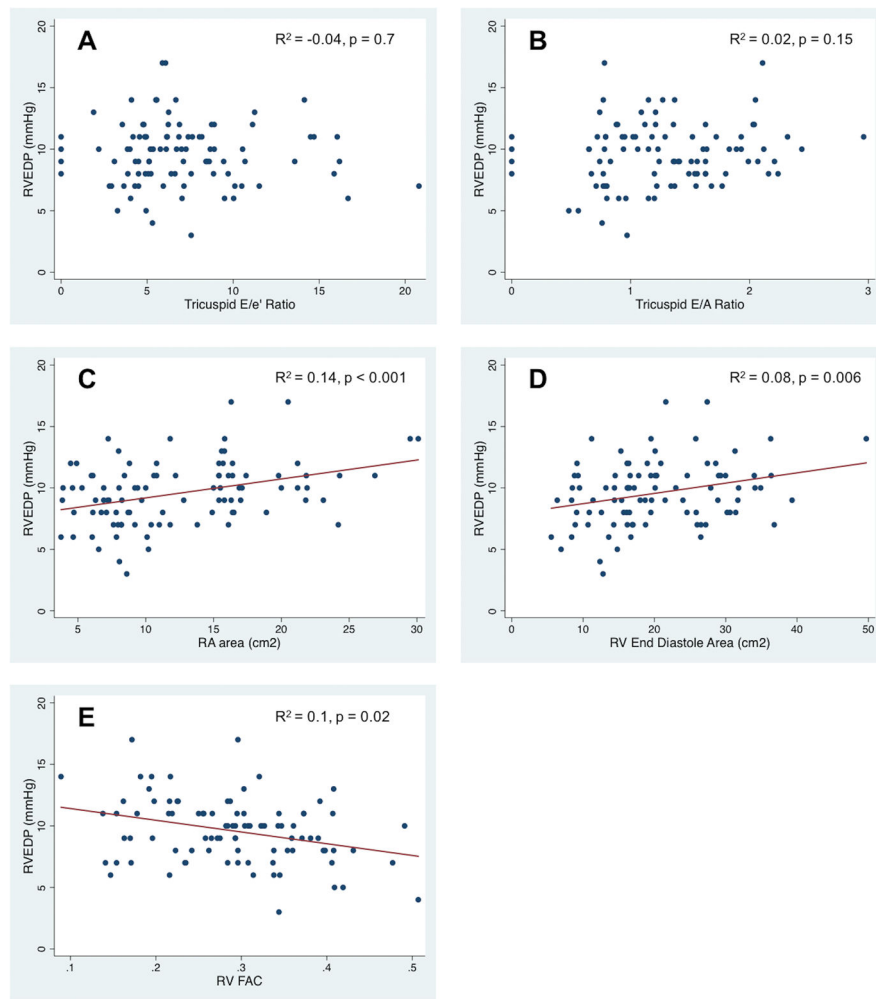 A
R² = -0.04, p = 0.7
RVEDP (mmHg)
20
15
10
5
0
0 5 10 15 20
Tricuspid E/e' Ratio
B
R² = 0.02, p = 0.15
RVEDP (mmHg)
20
15
10
5
0
0 1 2 3
Tricuspid E/A Ratio
C
R² = 0.14, p < 0.001
RVEDP (mmHg)
20
15
10
5
0
5 10 15 20 25 30
RA area (cm2)
D
R² = 0.08, p = 0.006
RVEDP (mmHg)
20
15
10
5
0
0 10 20 30 40 50
RV End Diastole Area (cm2)
E
R² = 0.1, p = 0.02
RVEDP (mmHg)
20
15
10
5
0
.1 .2 .3 .4 .5
RV FAC